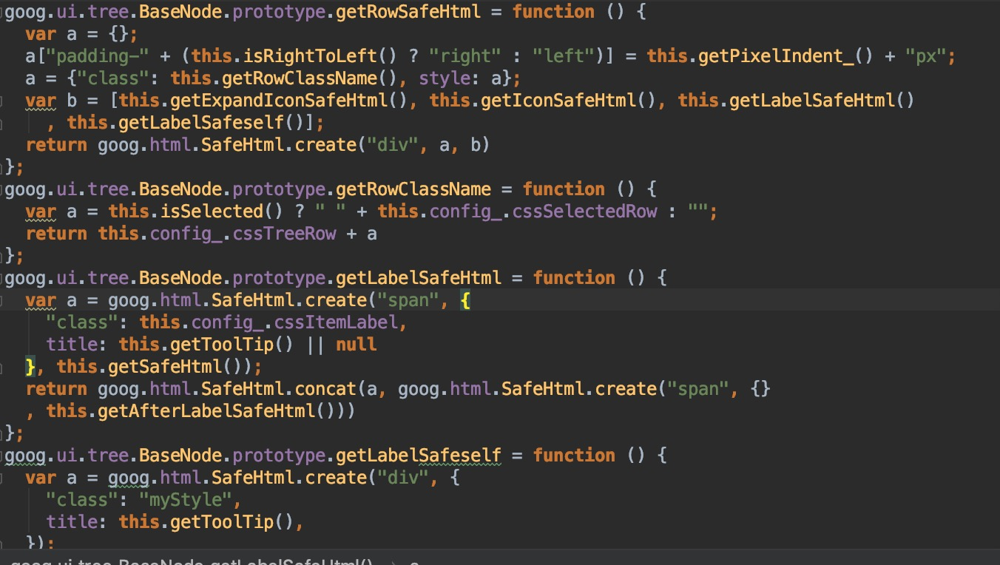 goog.ui.tree.BaseNode.prototype.getRowSafeHtml = function () {
  var a = {};
  a["padding-" + (this.isRightToLeft() ? "right" : "left")] = this.getPixelIndent_() + "px";
  a = {"class": this.getRowClassName(), style: a};
  var b = [this.getExpandIconSafeHtml(), this.getIconSafeHtml(), this.getLabelSafeHtml()
    , this.getLabelSafeself()];
  return goog.html.SafeHtml.create("div", a, b)
};
goog.ui.tree.BaseNode.prototype.getRowClassName = function () {
  var a = this.isSelected() ? " " + this.config_.cssSelectedRow : "";
  return this.config_.cssTreeRow + a
};
goog.ui.tree.BaseNode.prototype.getLabelSafeHtml = function () {
  var a = goog.html.SafeHtml.create("span", {
    "class": this.config_.cssItemLabel,
    title: this.getToolTip() || null
  }, this.getSafeHtml());
  return goog.html.SafeHtml.concat(a, goog.html.SafeHtml.create("span", {}
  , this.getAfterLabelSafeHtml()))
};
goog.ui.tree.BaseNode.prototype.getLabelSafeself = function () {
  var a = goog.html.SafeHtml.create("div", {
    "class": "myStyle",
    title: this.getToolTip(),
  });
goog.ui.tree.BaseNode.getLabelSafeHtml() > a